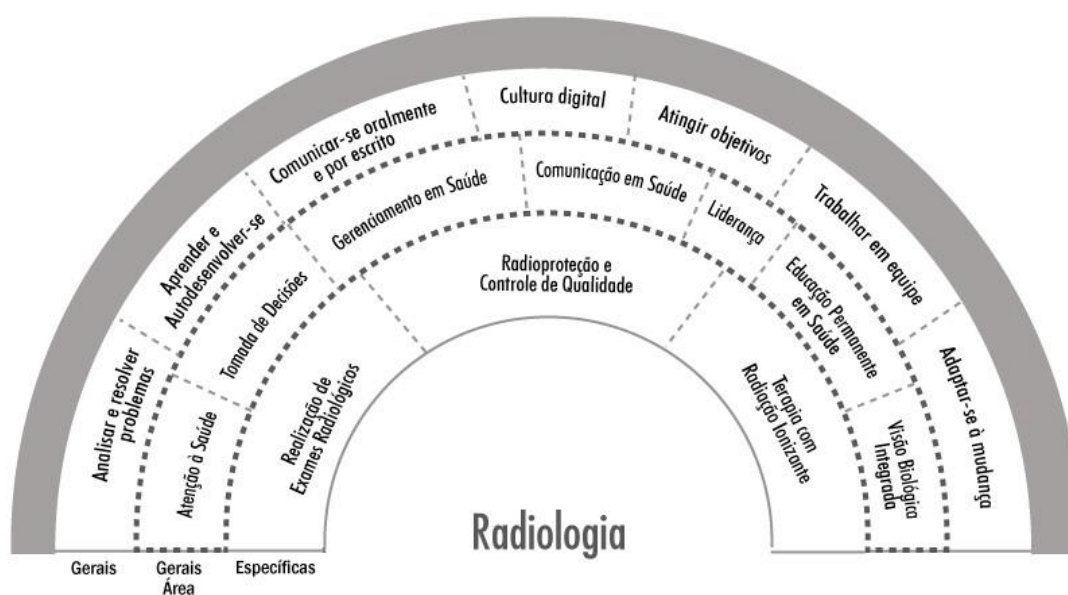 Analisar e resolver
problemas
Aprender e
Autodesenvolver-se
Comunicar-se oralmente
e por escrito
Cultura digital
Atingir objetivos
Trabalhar em equipe
Adaptar-se à mudança
Atenção à Saúde
Tomada de Decisões
Gerenciamento em Saúde
Comunicação em Saúde
Liderança
Educação Permanente
em Saúde
Visão Biológica
Integrada
Realização de
Exames Radiológicos
Radioproteção e
Controle de Qualidade
Terapia com
Radiação Ionizante
Radiologia
Gerais
Gerais
Área
Específicas